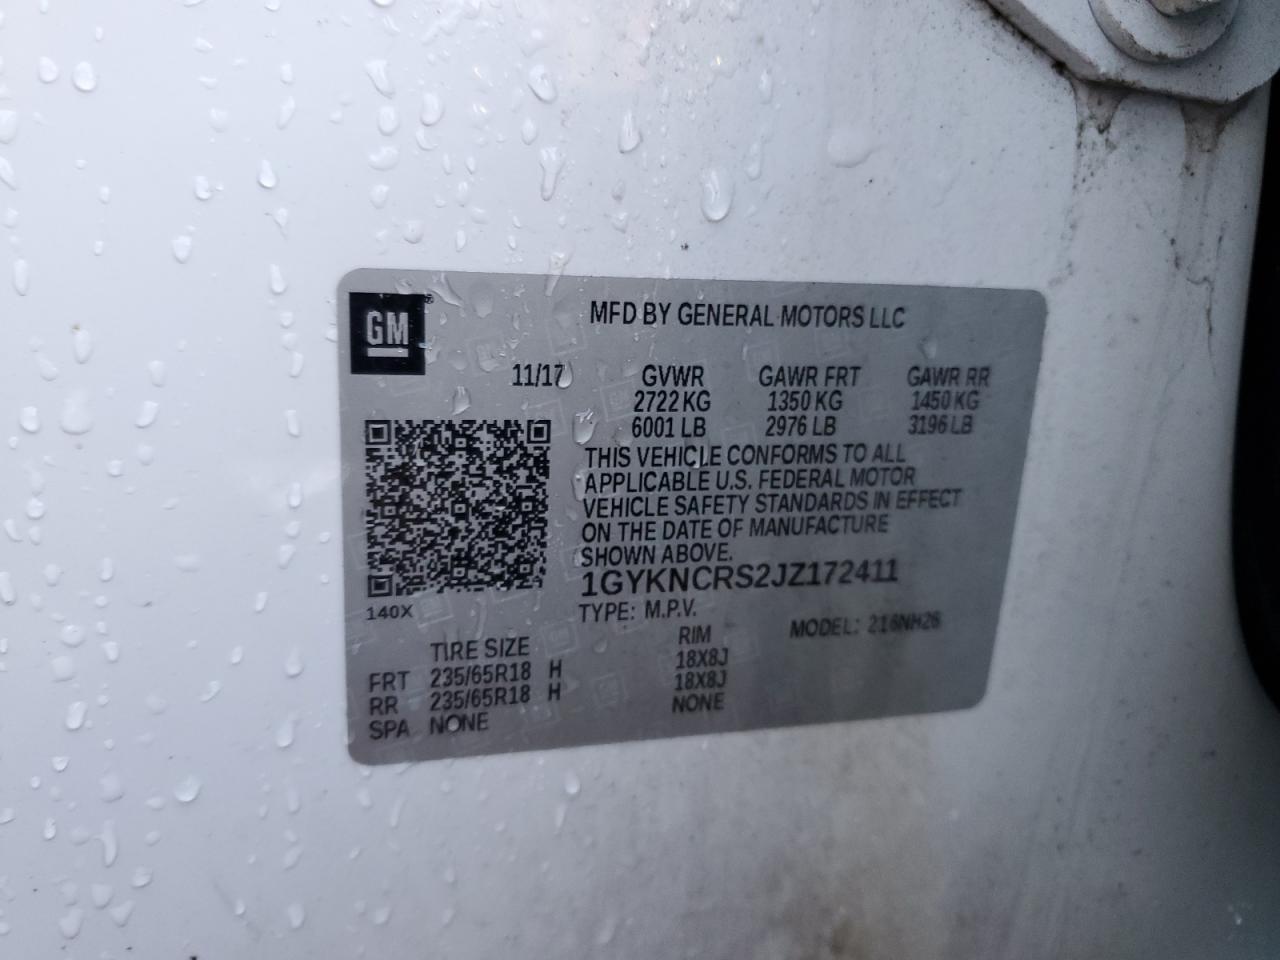 GM
MFD BY GENERAL MOTORS LLC
11/17 GVWR GAWR FRT GAWR RR
2722 KG 1350 KG 1450 KG
6001 LB 2976 LB 3196 LB
THIS VEHICLE CONFORMS TO ALL
APPLICABLE U.S. FEDERAL MOTOR
VEHICLE SAFETY STANDARDS IN EFFECT
ON THE DATE OF MANUFACTURE
SHOWN ABOVE.
1GYKNCRS2JZ172411
140X
TYPE: M.P.V. MODEL: 216NH26
TIRE SIZE RIM
FRT 235/65R18 H 18X8J
RR 235/65R18 H 18X8J
SPA NONE NONE